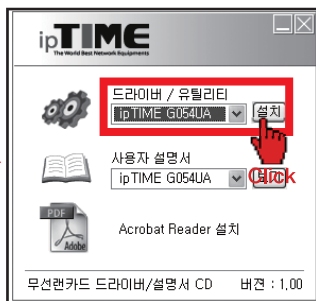 ipTIME
The World Best Network Equipments
드라이버 / 유틸리티
ipTIME G054UA
설치
사용자 설명서
ipTIME G054UA
Click
PDF
Adobe
Acrobat Reader 설치
무선랜카드 드라이버/설명서 CD 버젼 : 1,00